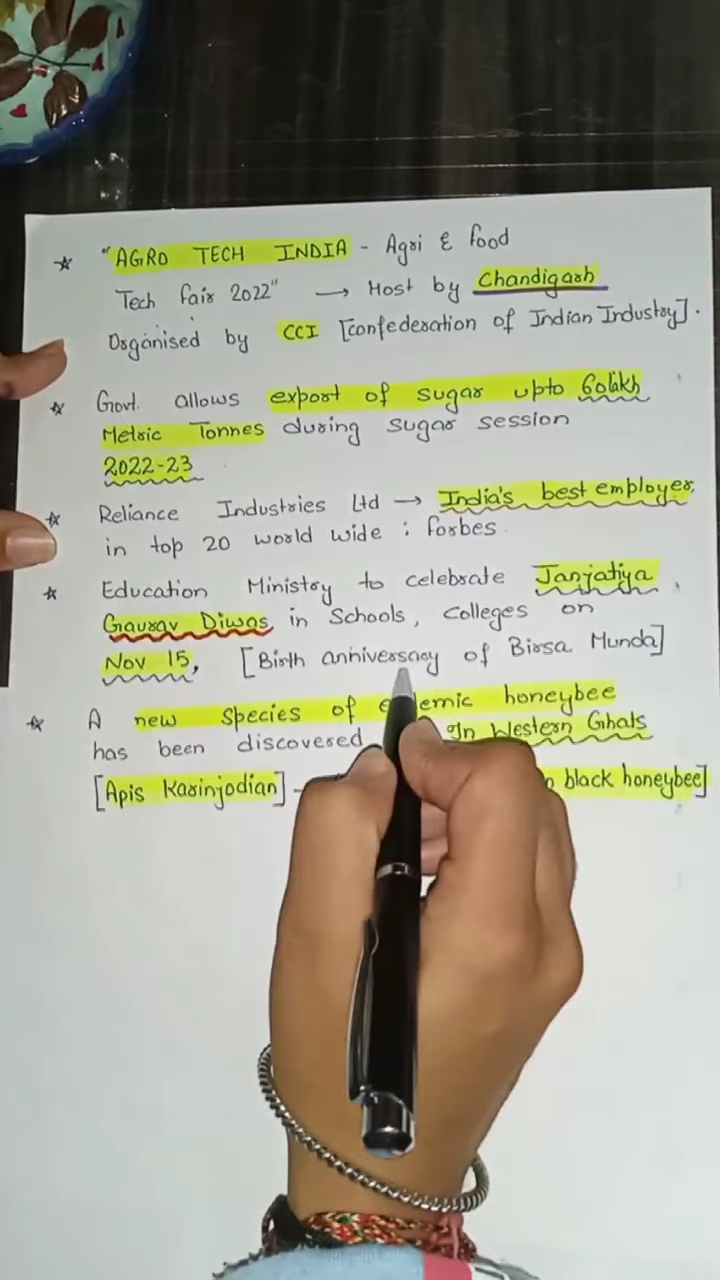 ☆ "AGRO TECH INDIA - Agri & food
Tech fair 2022" → Host by Chandigarh
Organised by CCI [confederation of Indian Industry].
☆ Govt. allows export of sugar upto 60lakh
Metric Tonnes during sugar session
2022-23
☆ Reliance Industries Ltd → India's best employer,
in top 20 world wide : forbes.
☆ Education Ministry to celebrate Janjatiya
Gaurav Diwas in Schools, colleges on
Nov 15, [Birth anniversary of Birsa Munda]
☆ A new species of honeybee
has been discovered In Western Ghats
[Apis Karinjodian] - black honeybee]